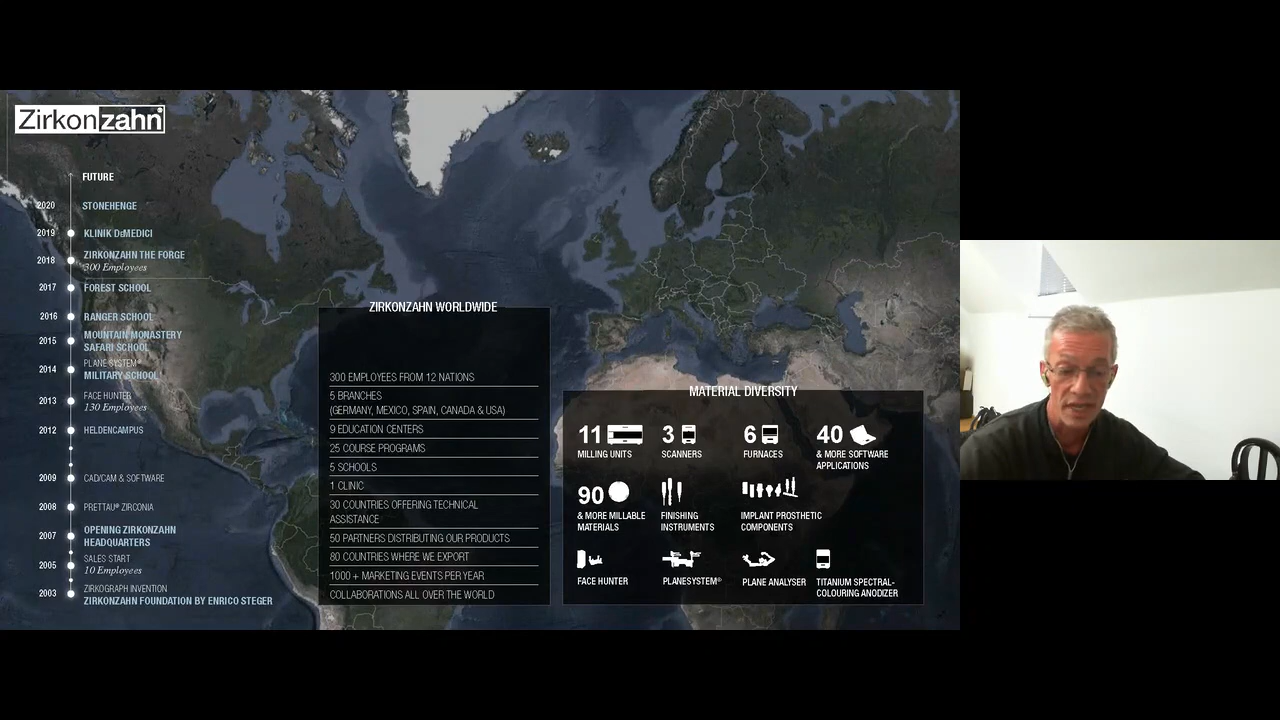 Zirkonzahn®
FUTURE
2020 STONEHENGE
2019 KLINIK DeMEDICI
2018 ZIRKONZAHN THE FORGE
300 Employees
2017 FOREST SCHOOL
2016 RANGER SCHOOL
2015 MOUNTAIN MONASTERY
SAFARI SCHOOL
2014 PLANE SYSTEM®
MILITARY SCHOOL
2013 FACE HUNTER
130 Employees
2012 HELDENCAMPUS
2009 CAD/CAM & SOFTWARE
2008 PRETTAU® ZIRCONIA
2007 OPENING ZIRKONZAHN
HEADQUARTERS
2005 SALES START
10 Employees
2003 ZIRKOGRAPH INVENTION
ZIRKONZAHN FOUNDATION BY ENRICO STEGER
ZIRKONZAHN WORLDWIDE
300 EMPLOYEES FROM 12 NATIONS
5 BRANCHES
(GERMANY, MEXICO, SPAIN, CANADA & USA)
9 EDUCATION CENTERS
25 COURSE PROGRAMS
5 SCHOOLS
1 CLINIC
30 COUNTRIES OFFERING TECHNICAL
ASSISTANCE
50 PARTNERS DISTRIBUTING OUR PRODUCTS
80 COUNTRIES WHERE WE EXPORT
1000 + MARKETING EVENTS PER YEAR
COLLABORATIONS ALL OVER THE WORLD
MATERIAL DIVERSITY
11
MILLING UNITS
3
SCANNERS
6
FURNACES
40
& MORE SOFTWARE
APPLICATIONS
90
& MORE MILLABLE
MATERIALS
FINISHING
INSTRUMENTS
IMPLANT PROSTHETIC
COMPONENTS
FACE HUNTER
PLANESYSTEM®
PLANE ANALYSER
TITANIUM SPECTRAL-
COLOURING ANODIZER